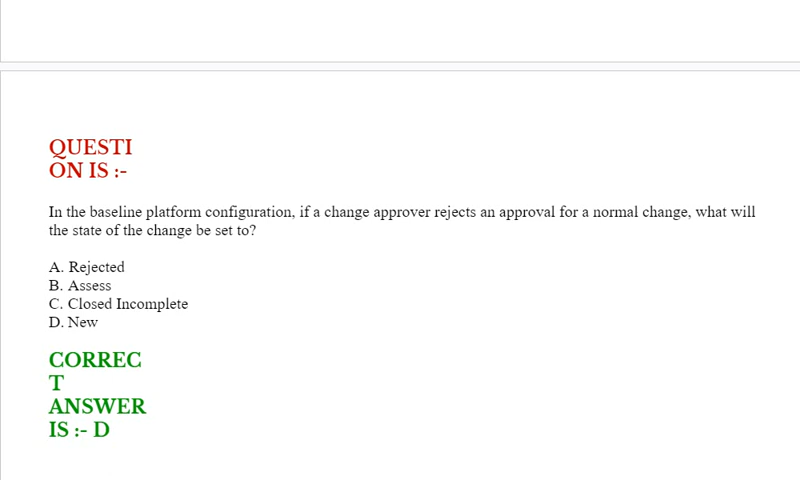 QUESTI
ON IS :-
In the baseline platform configuration, if a change approver rejects an approval for a normal change, what will
the state of the change be set to?
A. Rejected
B. Assess
C. Closed Incomplete
D. New
CORREC
T
ANSWER
IS :- D